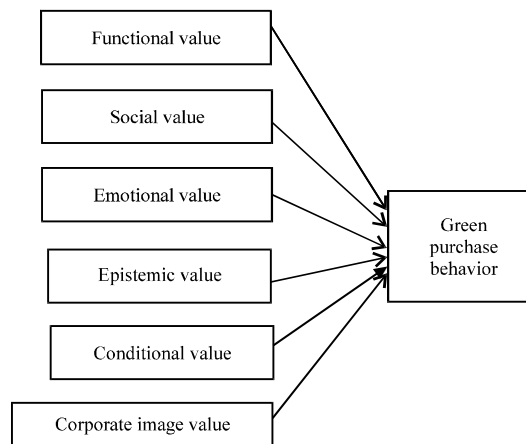 Functional value
Social value
Emotional value
Epistemic value
Conditional value
Corporate image value
Green
purchase
behavior